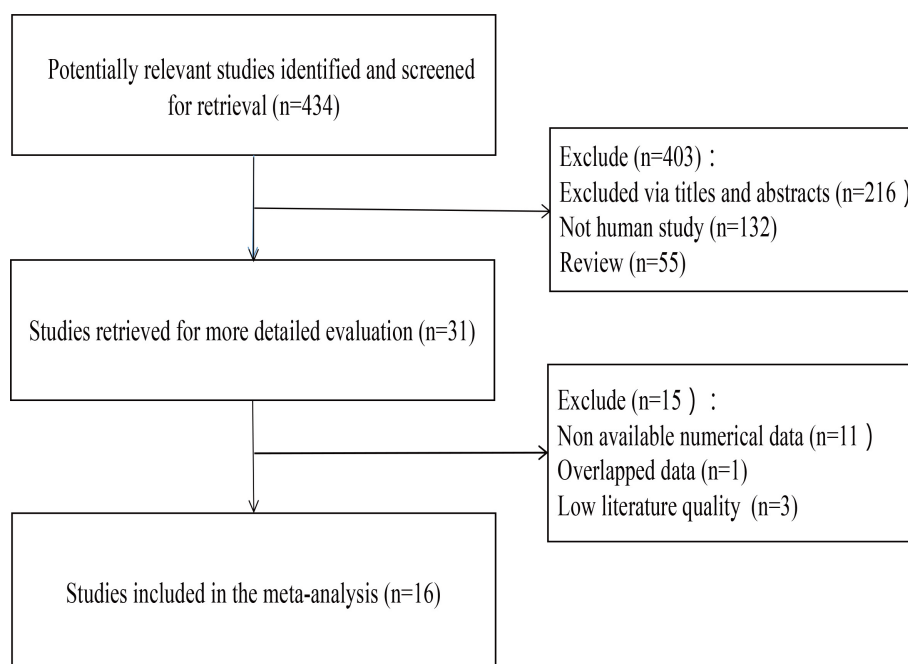 Potentially relevant studies identified and screened
for retrieval (n=434)
Exclude (n=403)：
Excluded via titles and abstracts (n=216）
Not human study (n=132)
Review (n=55)
Studies retrieved for more detailed evaluation (n=31)
Exclude (n=15）：
Non available numerical data (n=11）
Overlapped data (n=1)
Low literature quality (n=3)
Studies included in the meta-analysis (n=16)